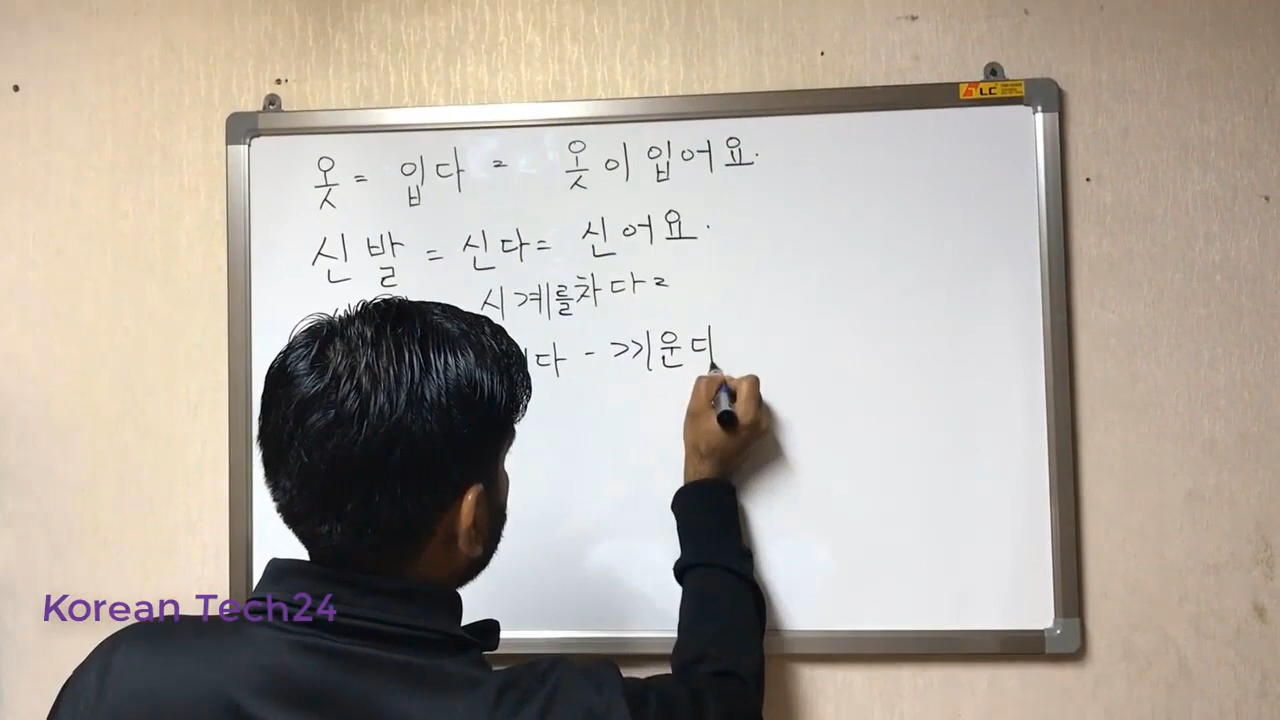 LC
옷 = 입다 = 옷이 입어요.
신발 = 신다 = 신어요.
시계를차다 =
다 - 끼운다
Korean Tech24